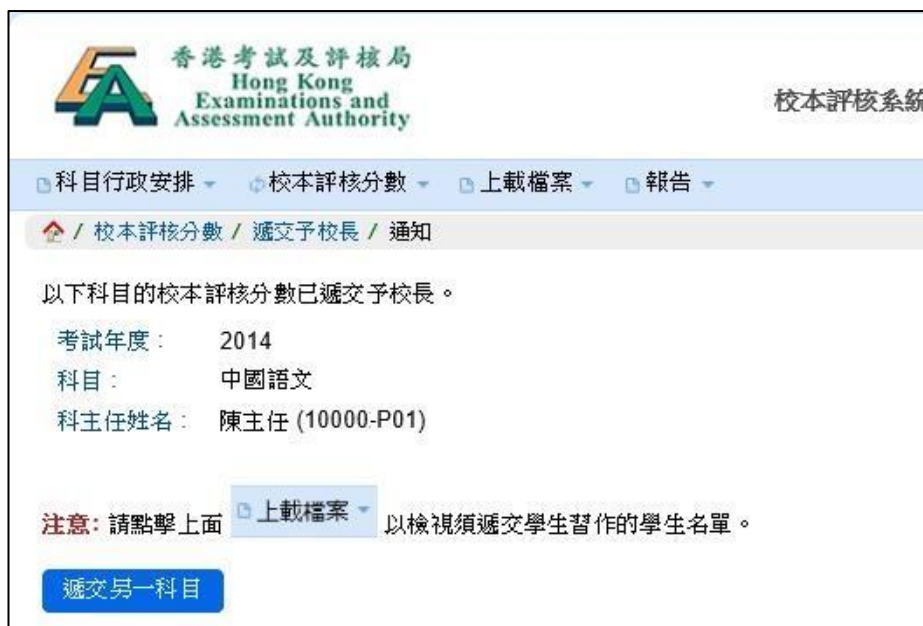 香港考試及評核局
Hong Kong
Examinations and
Assessment Authority
校本評核系統
科目行政安排 校本評核分數 上載檔案 報告
/ 校本評核分數 / 遞交予校長 / 通知
以下科目的校本評核分數已遞交予校長。
考試年度： 2014
科目： 中國語文
科主任姓名： 陳主任 (10000-P01)
注意: 請點擊上面 上載檔案 以檢視須遞交學生習作的學生名單。
遞交另一科目